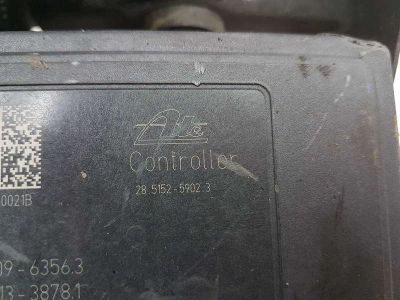 Ate
Controller
28.5152-5902.3
0021B
09-6356.3
13-3878.1